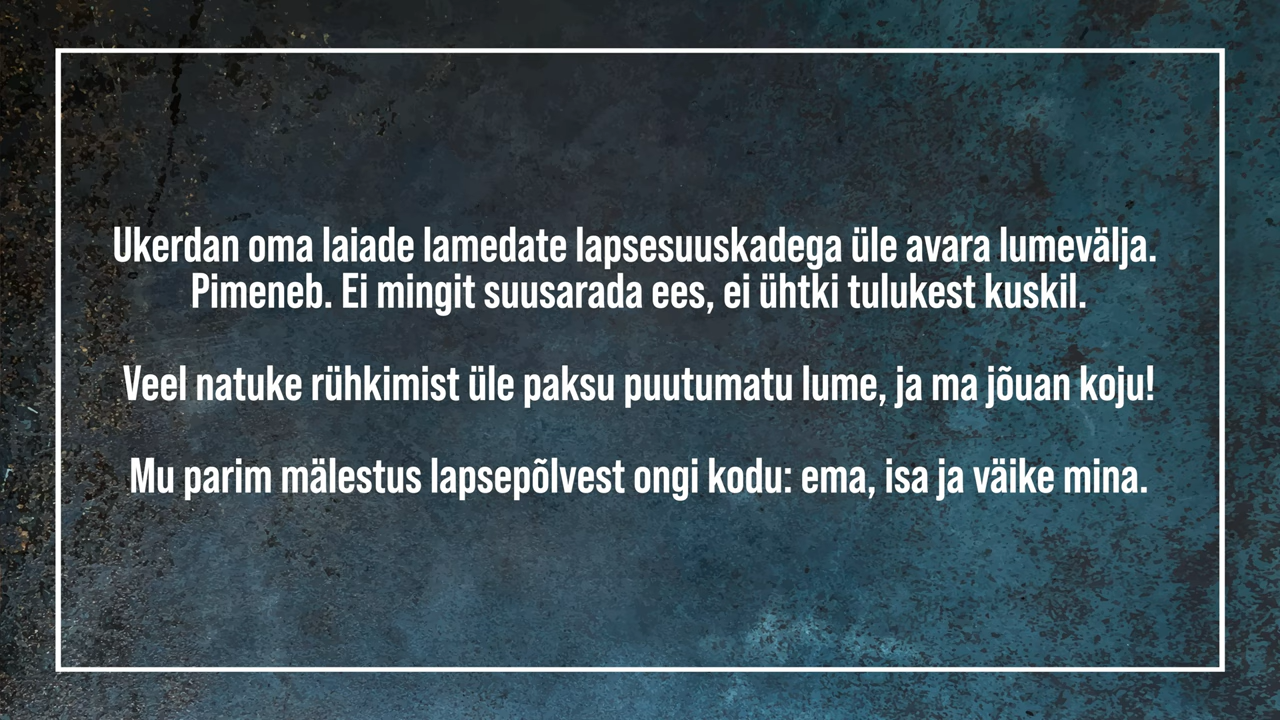 Ukerdan oma laiade lamedate lapsesuuskadega üle avara lumevälja.
Pimeneb. Ei mingit suusarada ees, ei ühtki tulukest kuskil.
Veel natuke rühkimist üle paksu puutumatu lume, ja ma jõuan koju!
Mu parim mälestus lapsepõlvest ongi kodu: ema, isa ja väike mina.